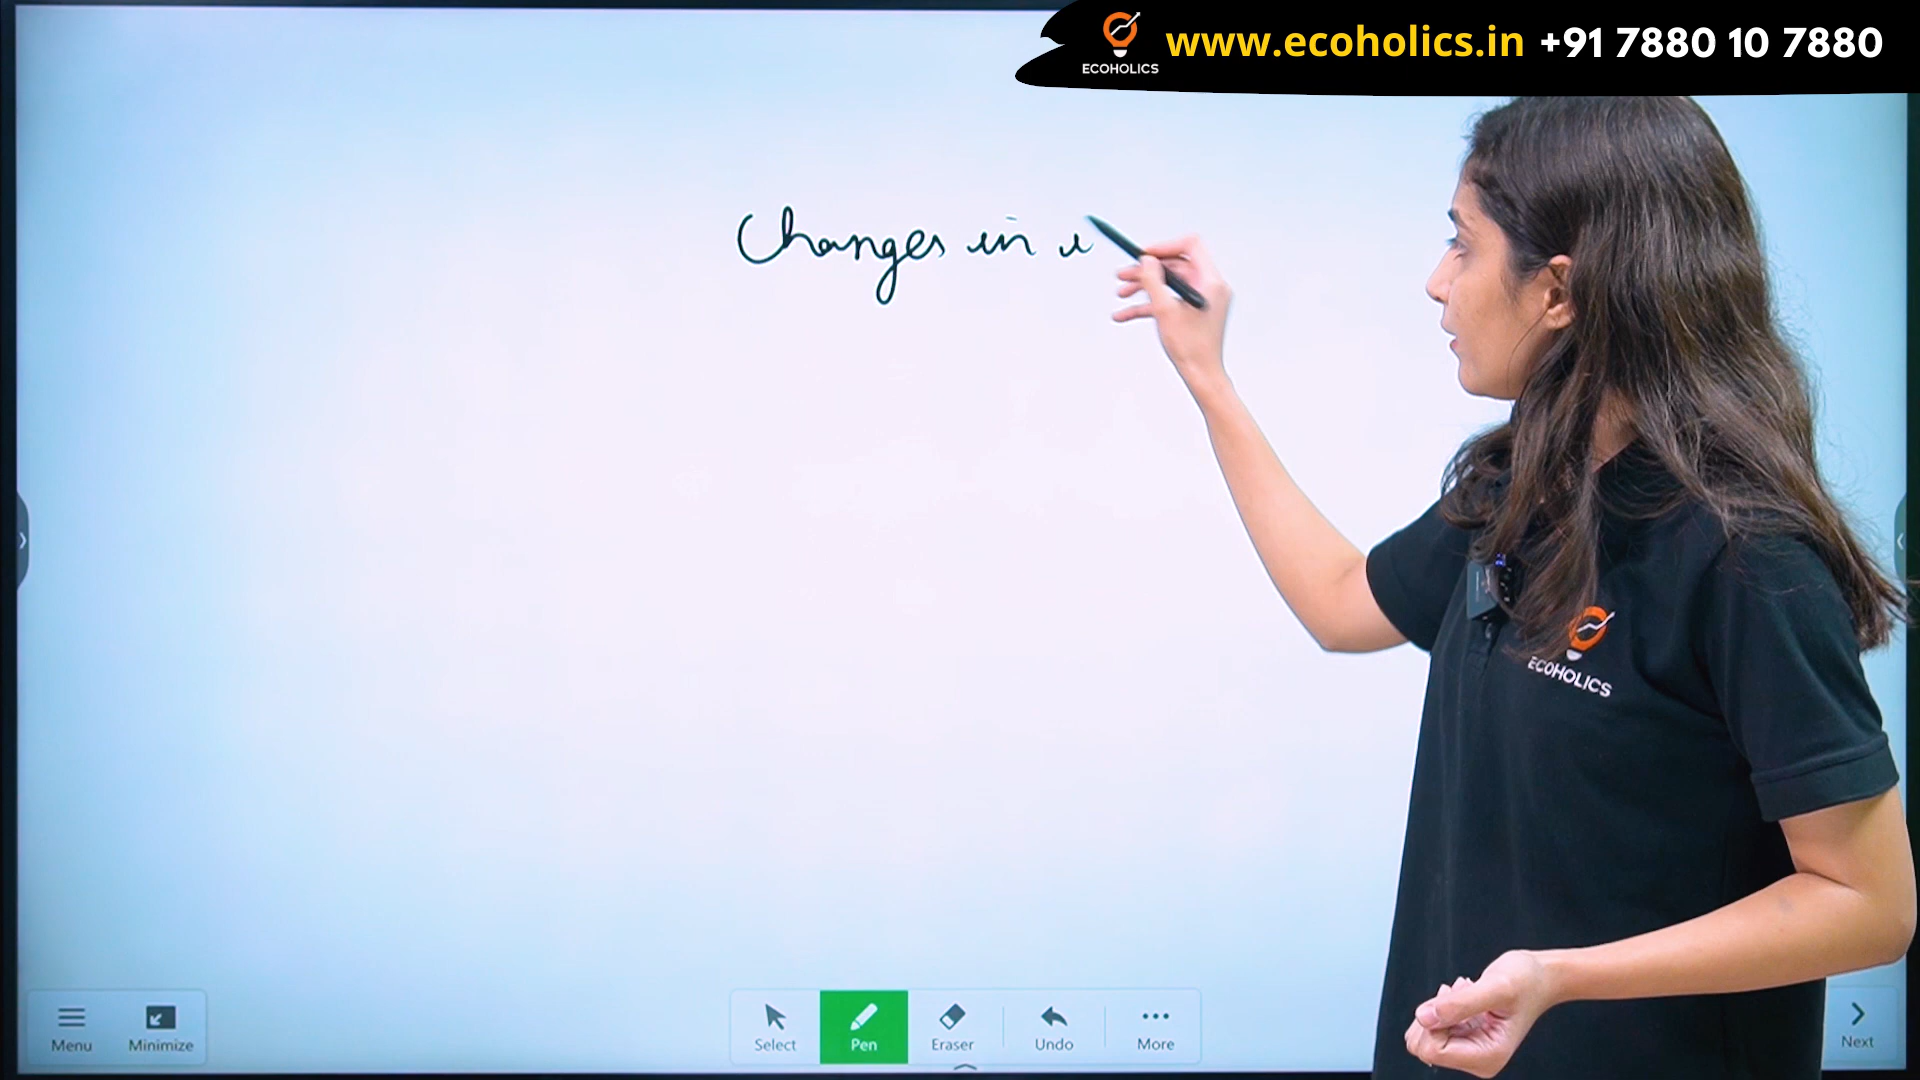 www.ecoholics.in +91 7880 10 7880
ECOHOLICS
Changes in
ECOHOLICS
Menu
Minimize
Select
Pen
Eraser
Undo
More
Next